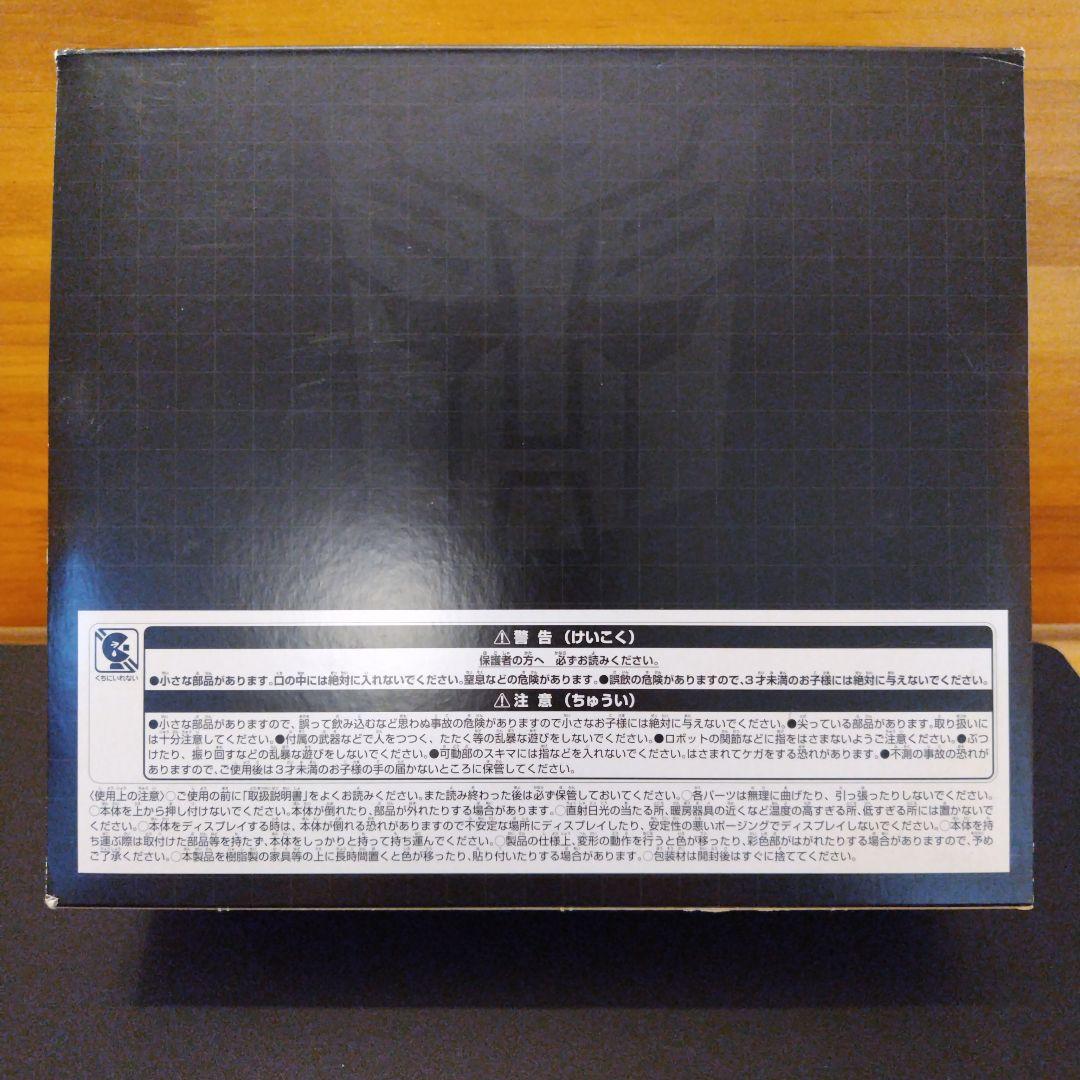 ⚠警告（けいこく）
保護者の方へ 必ずお読みください。
●小さな部品があります。口の中には絶対に入れないでください。窒息などの危険があります。●誤飲の危険がありますので、3才未満のお子様には絶対に与えないでください。
くちにいれない
⚠注意（ちゅうい）
●小さな部品がありますので、誤って飲み込むなど思わぬ事故の危険がありますので小さなお子様には絶対に与えないでください。●尖っている部品があります。取り扱いに
は十分注意してください。●付属の武器などで人をつつく、たたく等の乱暴な遊びをしないでください。●ロボットの関節などに指をはさまないようご注意ください。●ぶつ
けたり、振り回すなどの乱暴な遊びをしないでください。●可動部のスキマには指などを入れないでください。はさまれてケガをする恐れがあります。●不測の事故の恐れが
ありますので、ご使用後は3才未満のお子様の手の届かないところに保管してください。
〈使用上の注意〉○ご使用の前に「取扱説明書」をよくお読みください。また読み終わった後は必ず保管しておいてください。○各パーツは無理に曲げたり、引っ張ったりしないでください。
○本体を上から押し付けないでください。本体が倒れたり、部品が外れたりする場合があります。○直射日光の当たる所、暖房器具の近くなど温度の高すぎる所、低すぎる所には置かないで
ください。○本体をディスプレイする時は、本体が倒れる恐れがありますので不安定な場所にディスプレイしたり、安定性の悪いポージングでディスプレイしないでください。○本体を持
ち運ぶ際は取付けた部品等を持たず、本体をしっかりと持って持ち運んでください。○製品の仕様上、変形の動作を行うと色が移ったり、彩色部がはがれたりする場合がありますので、予め
ご了承ください。○本製品を樹脂製の家具等の上に長時間置くと色が移ったり、貼り付いたりする場合があります。○包装材は開封後はすぐに捨ててください。